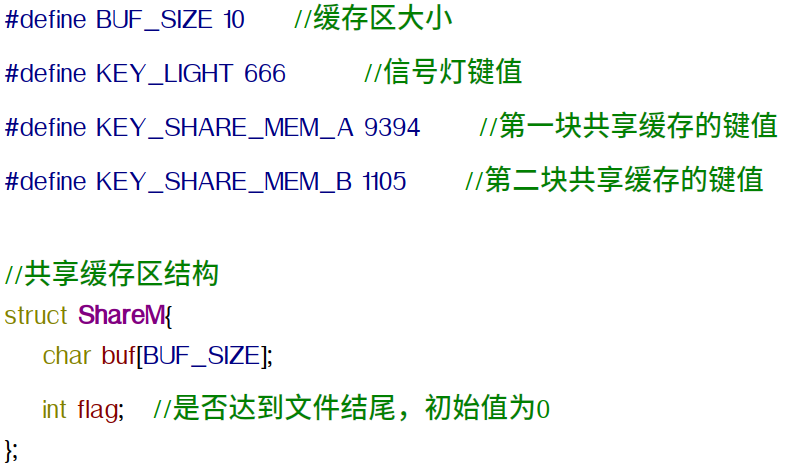 #define BUF_SIZE 10 //缓存区大小
#define KEY_LIGHT 666 //信号灯键值
#define KEY_SHARE_MEM_A 9394 //第一块共享缓存的键值
#define KEY_SHARE_MEM_B 1105 //第二块共享缓存的键值
//共享缓存区结构
struct ShareM{
char buf[BUF_SIZE];
int flag; //是否达到文件结尾，初始值为0
};